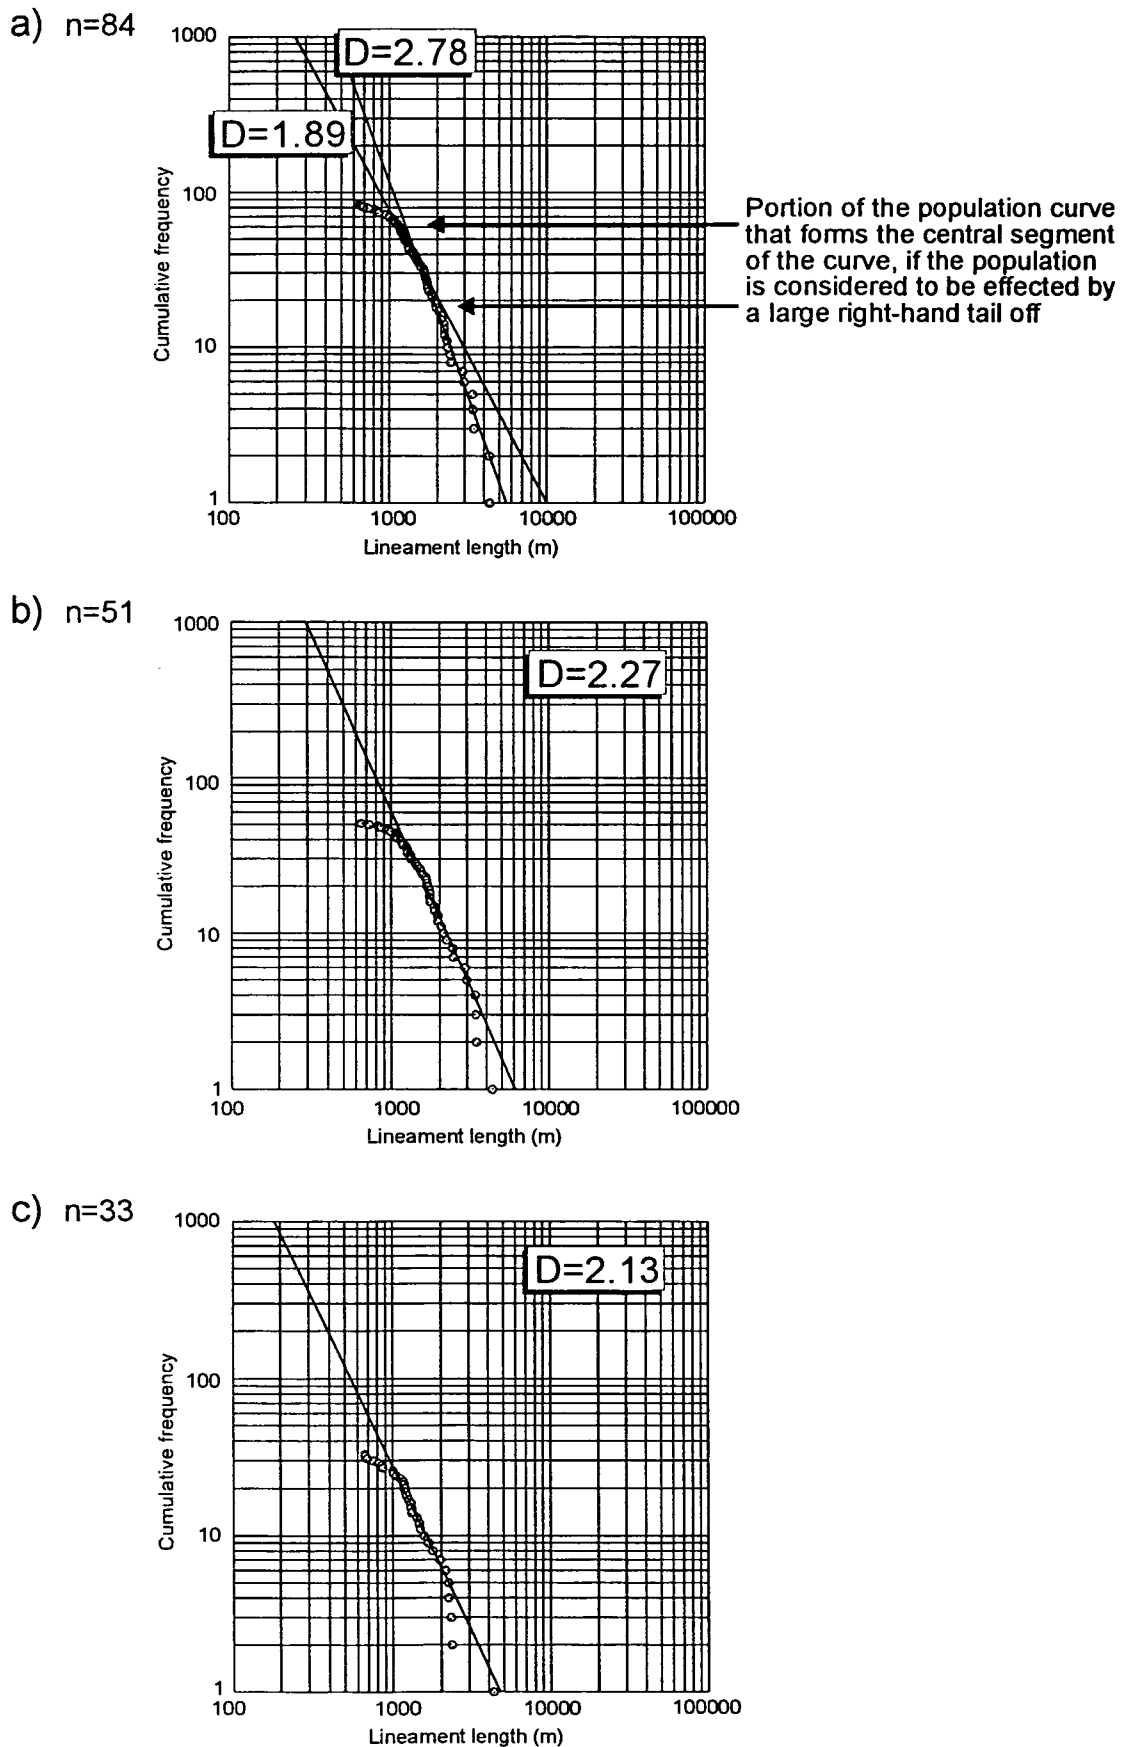 a) n=84
1000
D=2.78
D=1.89
100
Cumulative frequency
10
1
100 1000 10000 100000
Lineament length (m)
Portion of the population curve
that forms the central segment
of the curve, if the population
is considered to be effected by
a large right-hand tail off
b) n=51
1000
D=2.27
100
Cumulative frequency
10
1
100 1000 10000 100000
Lineament length (m)
c) n=33
1000
D=2.13
100
Cumulative frequency
10
1
100 1000 10000 100000
Lineament length (m)